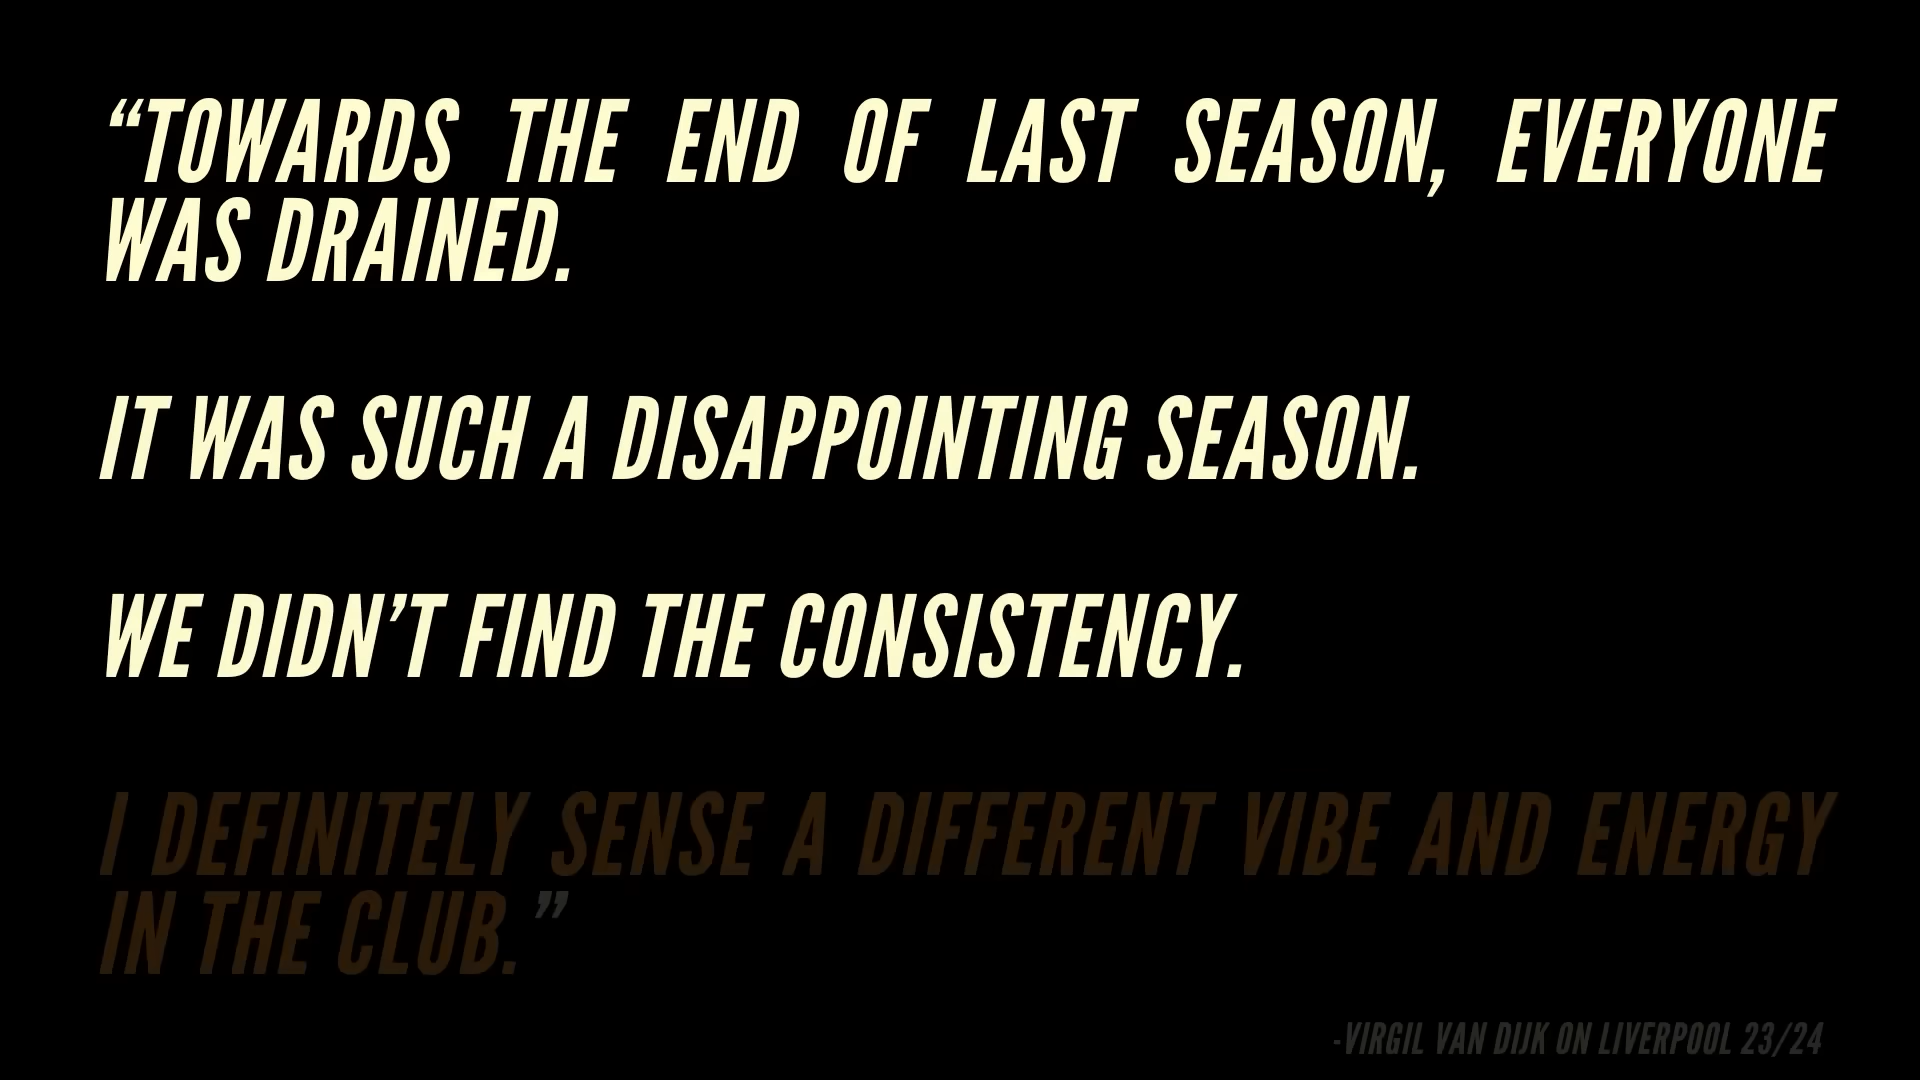 “TOWARDS THE END OF LAST SEASON, EVERYONE
WAS DRAINED.
IT WAS SUCH A DISAPPOINTING SEASON.
WE DIDN’T FIND THE CONSISTENCY.
I DEFINITELY SENSE A DIFFERENT VIBE AND ENERGY
IN THE CLUB.”
-VIRGIL VAN DIJK ON LIVERPOOL 23/24